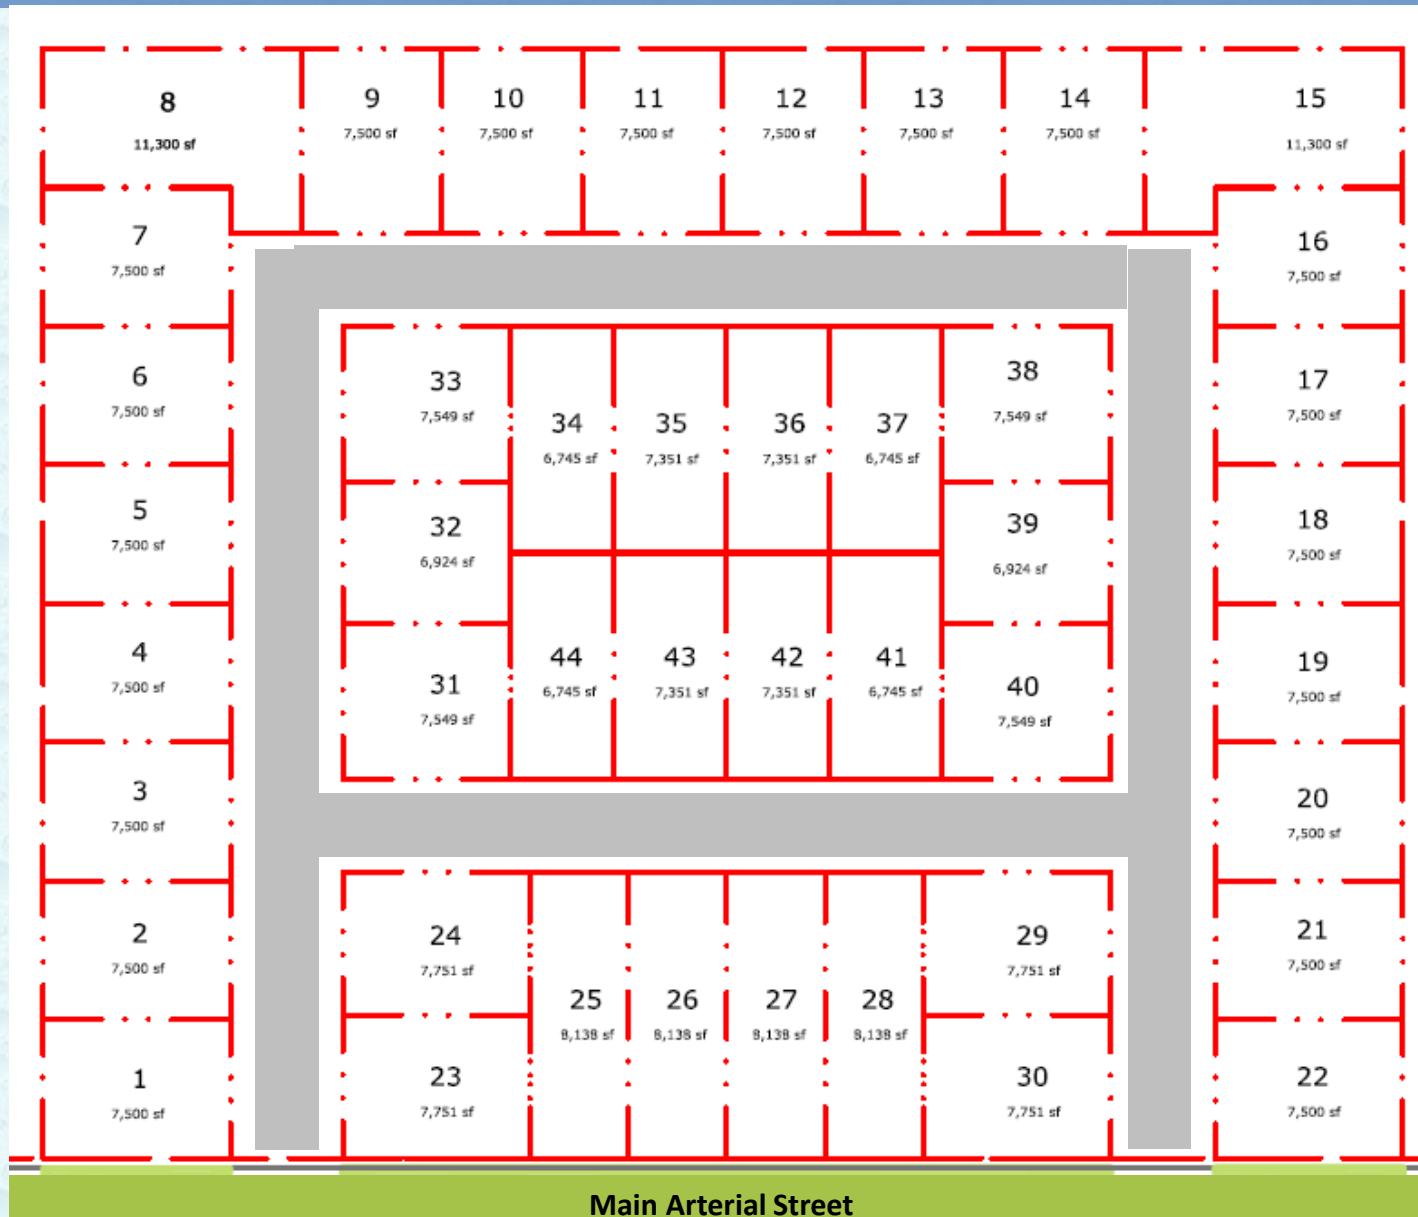 8
11,300 sf
9
7,500 sf
10
7,500 sf
11
7,500 sf
12
7,500 sf
13
7,500 sf
14
7,500 sf
15
11,300 sf
7
7,500 sf
16
7,500 sf
6
7,500 sf
17
7,500 sf
5
7,500 sf
18
7,500 sf
4
7,500 sf
19
7,500 sf
3
7,500 sf
20
7,500 sf
2
7,500 sf
21
7,500 sf
1
7,500 sf
22
7,500 sf
33
7,549 sf
34
6,745 sf
35
7,351 sf
36
7,351 sf
37
6,745 sf
38
7,549 sf
32
6,924 sf
39
6,924 sf
31
7,549 sf
44
6,745 sf
43
7,351 sf
42
7,351 sf
41
6,745 sf
40
7,549 sf
24
7,751 sf
25
8,138 sf
26
8,138 sf
27
8,138 sf
28
8,138 sf
29
7,751 sf
23
7,751 sf
30
7,751 sf
Main Arterial Street